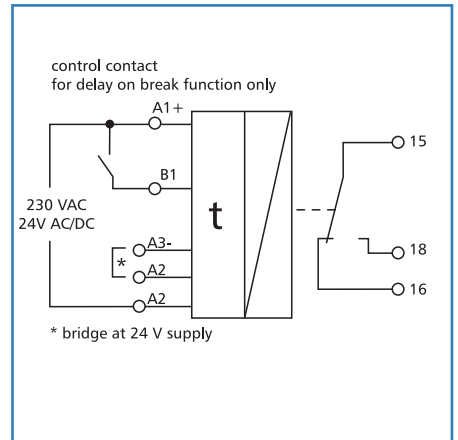 control contact
for delay on break function only
A1+
15
B1
230 VAC
24V AC/DC
t
A3-
18
*
A2
16
A2
* bridge at 24 V supply